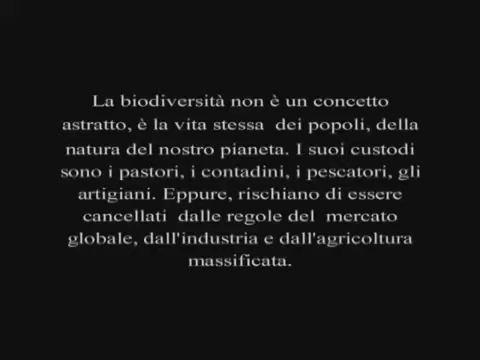 La biodiversità non è un concetto
astratto, è la vita stessa  dei popoli, della
natura del nostro pianeta. I suoi custodi
sono i pastori, i contadini, i pescatori, gli
artigiani. Eppure, rischiano di essere
cancellati  dalle regole del  mercato
globale, dall'industria e dall'agricoltura
massificata.